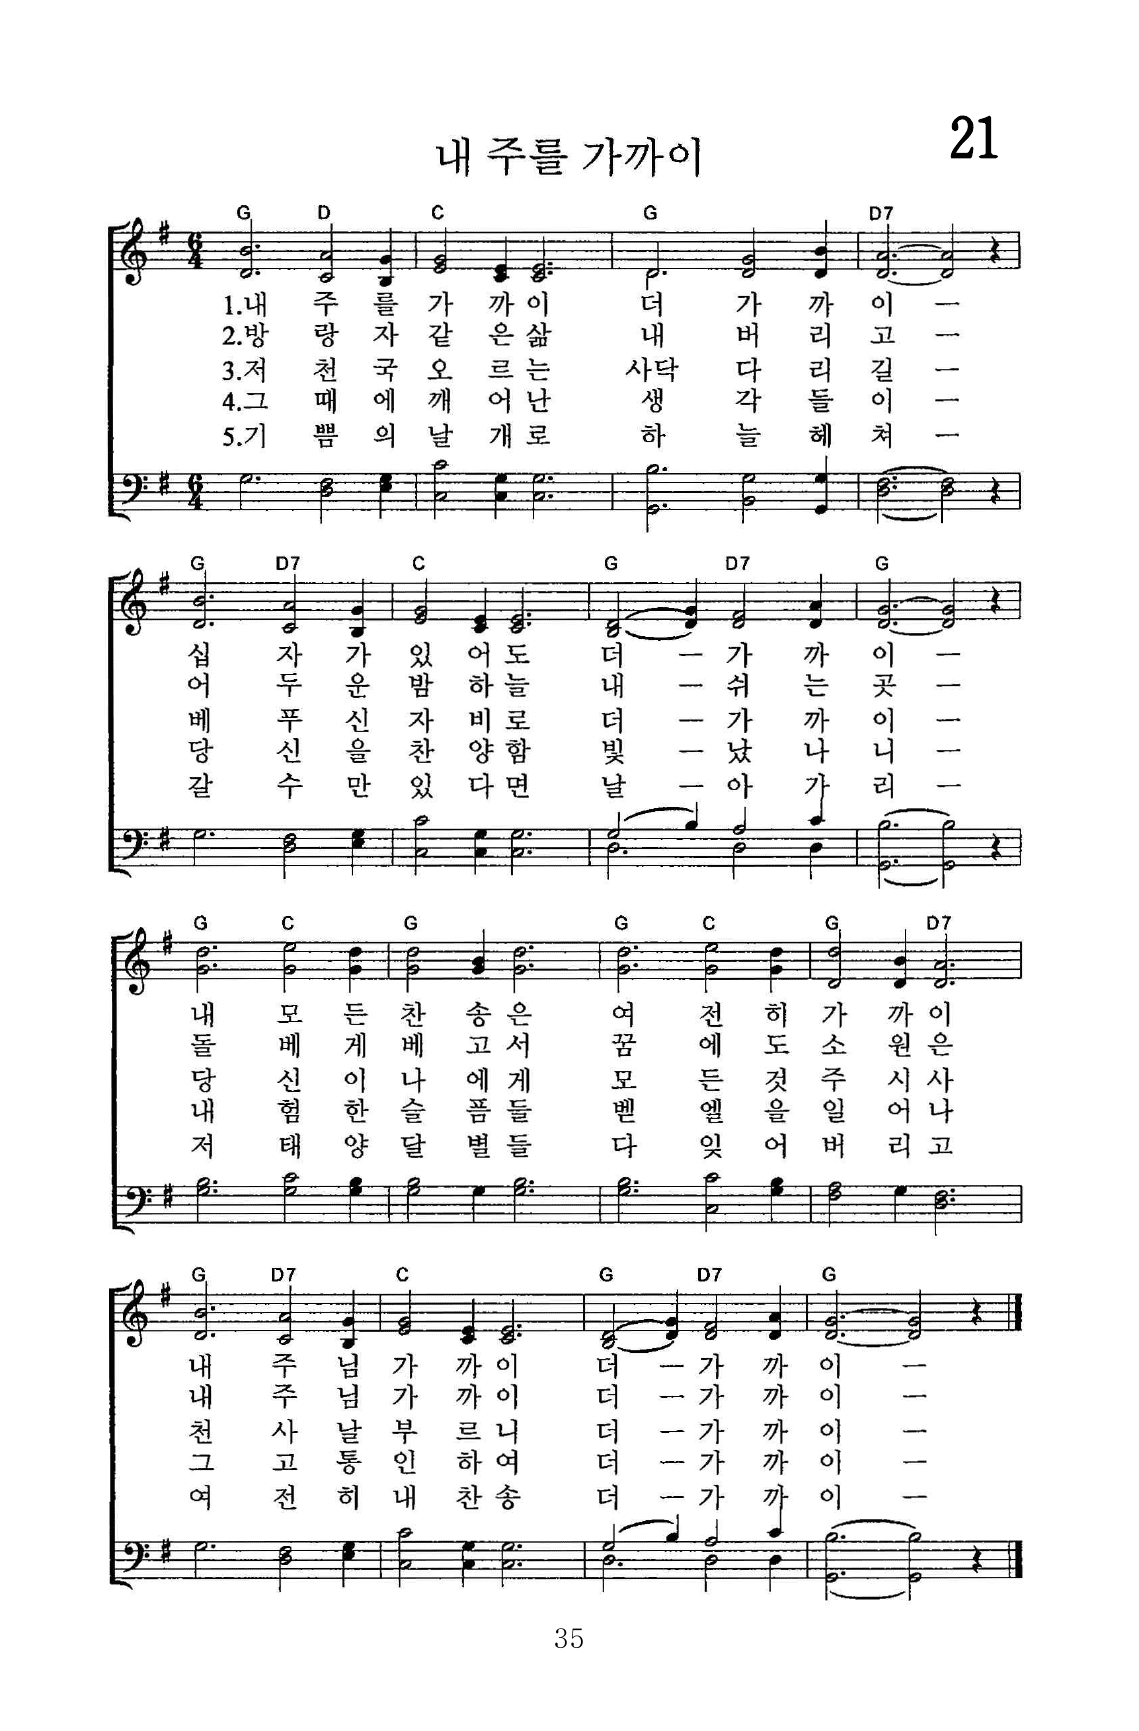 21
내 주를 가까이
G D C G D7
1.내 주 를 가 까 이 더 가 까 이 ㅡ
2.방 랑 자 같 은 삶 내 버 리 고 ㅡ
3.저 천 국 오 르 는 사닥 다 리 길 ㅡ
4.그 때 에 깨 어 난 생 각 들 이 ㅡ
5.기 쁨 의 날 개 로 하 늘 헤 쳐 ㅡ
G D7 C G D7 G
십 자 가 있 어 도 더 ㅡ 가 까 이 ㅡ
어 두 운 밤 하 늘 내 ㅡ 쉬 는 곳 ㅡ
베 푸 신 자 비 로 더 ㅡ 가 까 이 ㅡ
당 신 을 찬 양 함 빛 ㅡ 났 나 니 ㅡ
갈 수 만 있 다 면 날 ㅡ 아 가 리 ㅡ
G C G G C G D7
내 모 든 찬 송 은 여 전 히 가 까 이
돌 베 게 베 고 서 꿈 에 도 소 원 은
당 신 이 나 에 게 모 든 것 주 시 사
내 험 한 슬 픔 들 벧 엘 을 일 어 나
저 태 양 달 별 들 다 잊 어 버 리 고
G D7 C G D7 G
내 주 님 가 까 이 더 ㅡ 가 까 이 ㅡ
내 주 님 가 까 이 더 ㅡ 가 까 이 ㅡ
천 사 날 부 르 니 더 ㅡ 가 까 이 ㅡ
그 고 통 인 하 여 더 ㅡ 가 까 이 ㅡ
여 전 히 내 찬 송 더 ㅡ 가 까 이 ㅡ
35